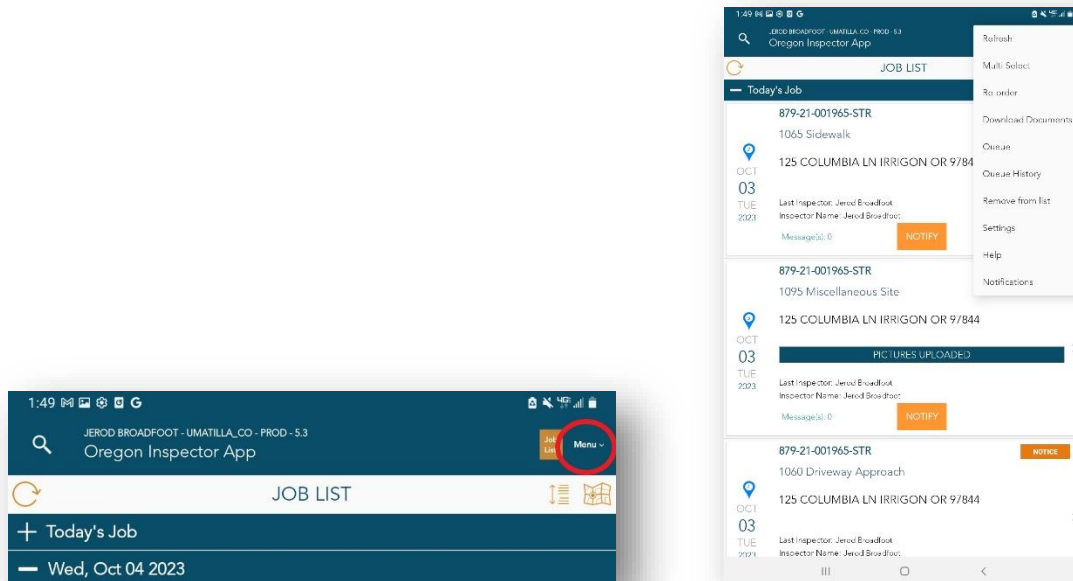 1:49
JEROD BROADFOOT - UMATILLA_CO - PROD - 5.3
Oregon Inspector App
Job List
Menu
JOB LIST
+ Today's Job
− Wed, Oct 04 2023
1:49
JEROD BROADFOOT - UMATILLA_CO - PROD - 5.3
Oregon Inspector App
JOB LIST
− Today's Job
879-21-001965-STR
1065 Sidewalk
125 COLUMBIA LN IRRIGON OR 9784
OCT
03
TUE
2023
Last Inspector: Jerod Broadfoot
Inspector Name: Jerod Broadfoot
Message(s): 0
NOTIFY
Refresh
Multi Select
Re-order
Download Documents
Queue
Queue History
Remove from list
Settings
Help
Notifications
879-21-001965-STR
1095 Miscellaneous Site
125 COLUMBIA LN IRRIGON OR 97844
OCT
03
TUE
2023
PICTURES UPLOADED
Last Inspector: Jerod Broadfoot
Inspector Name: Jerod Broadfoot
Message(s): 0
NOTIFY
879-21-001965-STR
NOTICE
1060 Driveway Approach
125 COLUMBIA LN IRRIGON OR 97844
OCT
03
TUE
2023
Last Inspector: Jerod Broadfoot
Inspector Name: Jerod Broadfoot